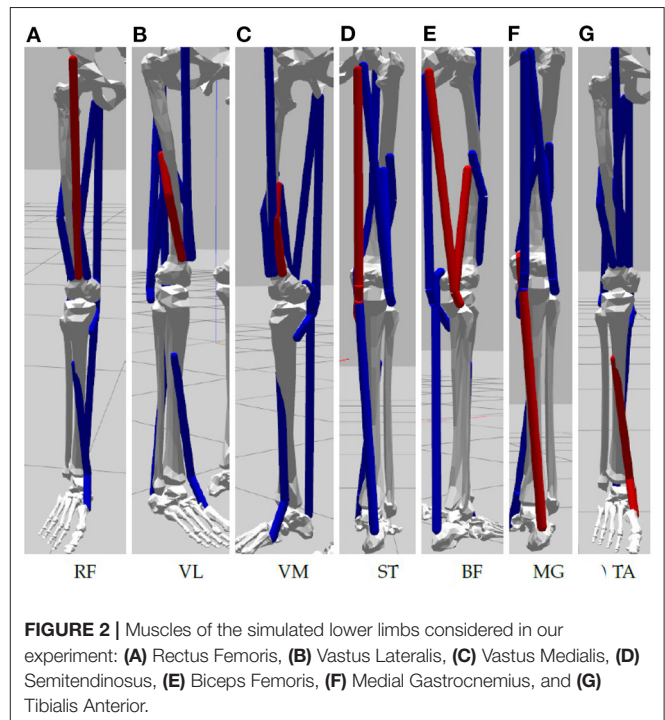 A B C D E F G
RF VL VM ST BF MG ) TA
FIGURE 2 | Muscles of the simulated lower limbs considered in our
experiment: (A) Rectus Femoris, (B) Vastus Lateralis, (C) Vastus Medialis, (D)
Semitendinosus, (E) Biceps Femoris, (F) Medial Gastrocnemius, and (G)
Tibialis Anterior.